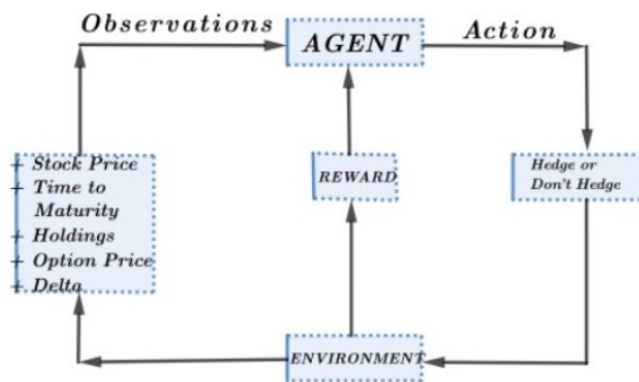 Observations
AGENT
Action
+ Stock Price
+ Time to
Maturity
+ Holdings
+ Option Price
+ Delta
REWARD
Hedge or
Don't Hedge
ENVIRONMENT